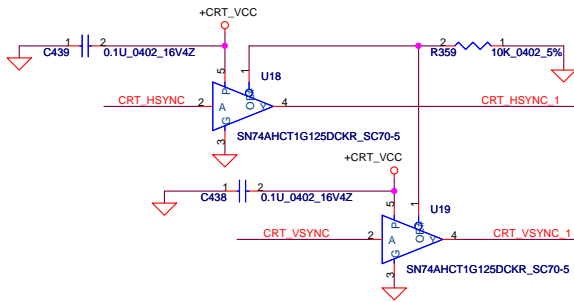 +CRT_VCC
1 2
C439 0.1U_0402_16V4Z
2 1
R359 10K_0402_5%
5 1 U18
P OE#
CRT_HSYNC 2 A Y 4 CRT_HSYNC_1
G
3 SN74AHCT1G125DCKR_SC70-5
+CRT_VCC
1 2
C438 0.1U_0402_16V4Z
5 1 U19
P OE#
CRT_VSYNC 2 A Y 4 CRT_VSYNC_1
G
3 SN74AHCT1G125DCKR_SC70-5